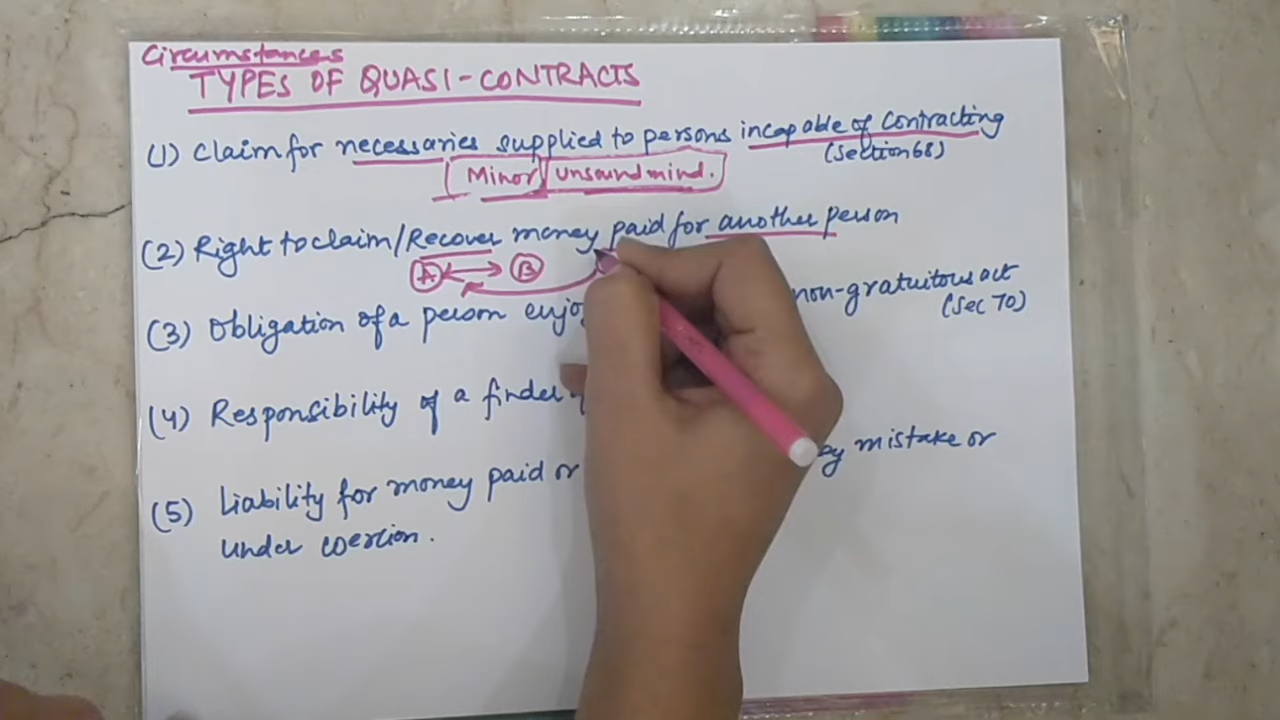 Circumstances
TYPES OF QUASI-CONTRACTS
(1) Claim for necessaries supplied to persons incapable of contracting
(Section 68)
Minor unsound mind.
(2) Right to claim/Recover money paid for another person
A B
(3) Obligation of a person non-gratuitous act
(Sec 70)
(4) Responsibility of a finder
(5) Liability for money paid or by mistake or
under coercion.